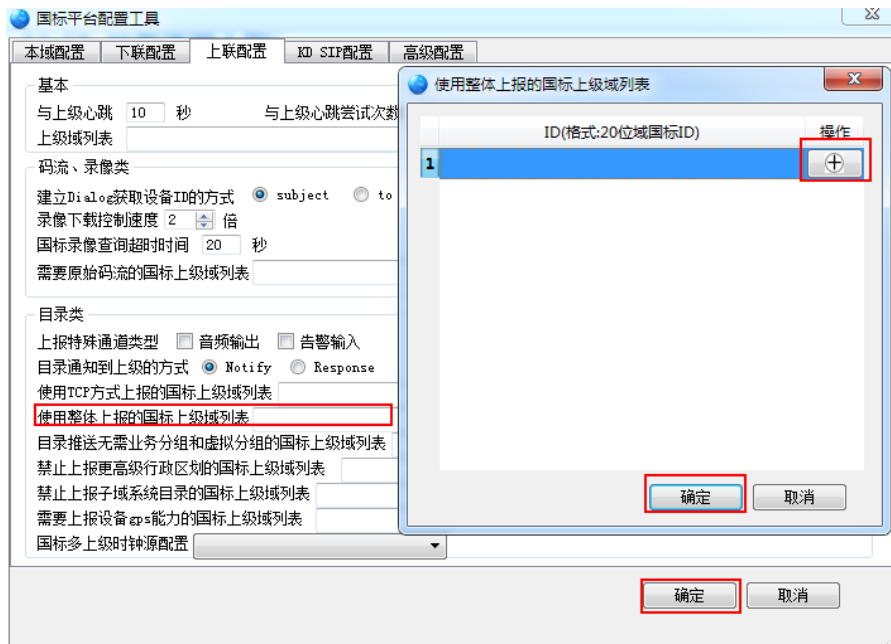 国标平台配置工具
本域配置 下联配置 上联配置 KD SIP配置 高级配置
基本
与上级心跳 10 秒 与上级心跳尝试次数
上级域列表
码流、录像类
建立Dialog获取设备ID的方式 subject to
录像下载控制速度 2 倍
国标录像查询超时时间 20 秒
需要原始码流的国标上级域列表
目录类
上报特殊通道类型 音频输出 告警输入
目录通知到上级的方式 Notify Response
使用TCP方式上报的国标上级域列表
使用整体上报的国标上级域列表
目录推送无需业务分组和虚拟分组的国标上级域列表
禁止上报更高级行政区划的国标上级域列表
禁止上报子域系统目录的国标上级域列表
需要上报设备gps能力的国标上级域列表
国标多上级时钟源配置
确定 取消
使用整体上报的国标上级域列表
ID(格式:20位域国标ID) 操作
1
确定 取消